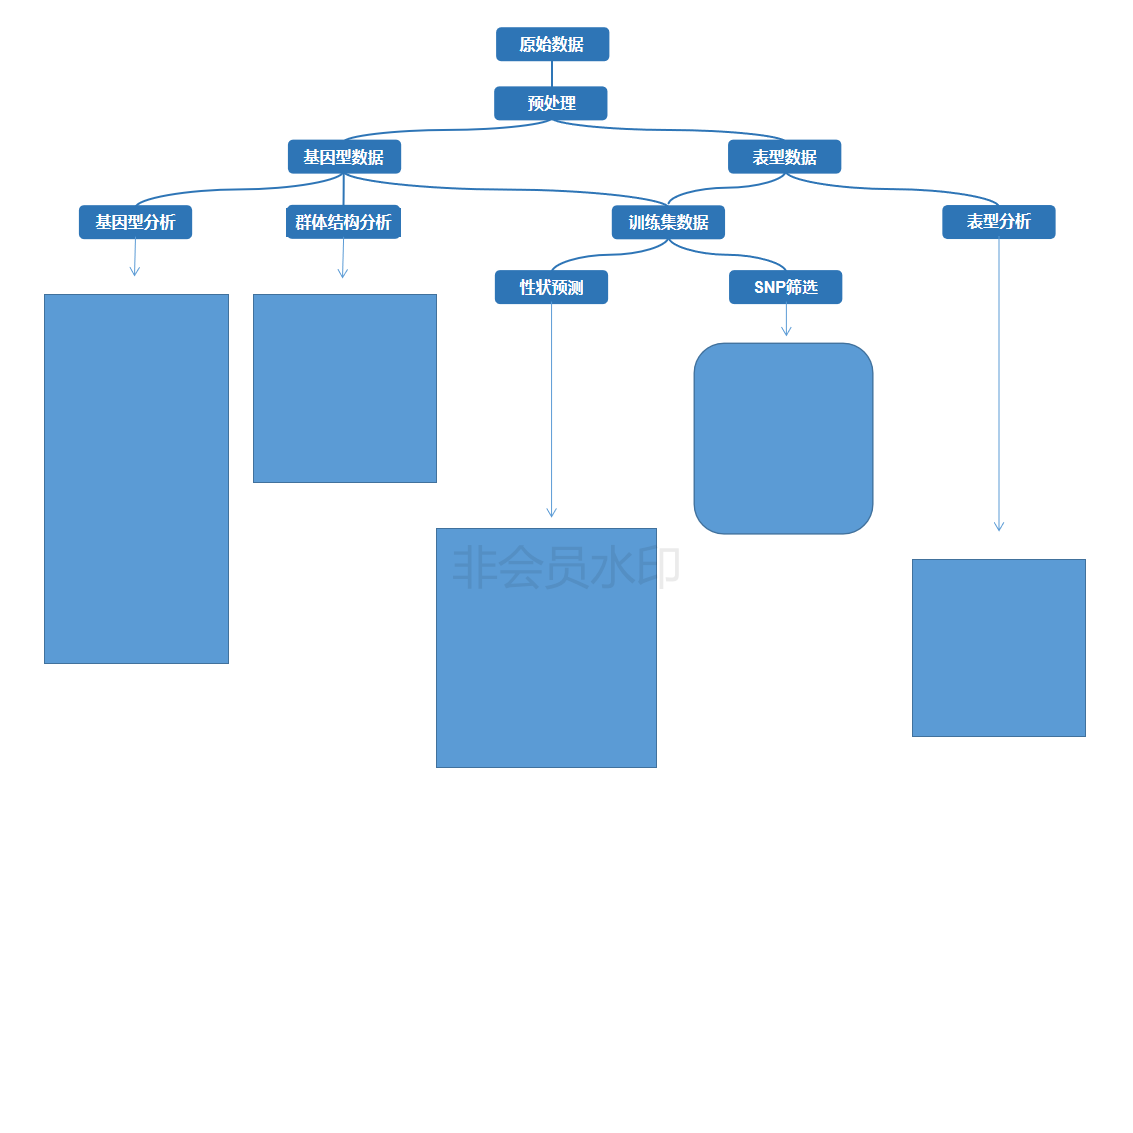 原始数据
预处理
基因型数据
表型数据
基因型分析
群体结构分析
训练集数据
表型分析
性状预测
SNP筛选
非会员水印